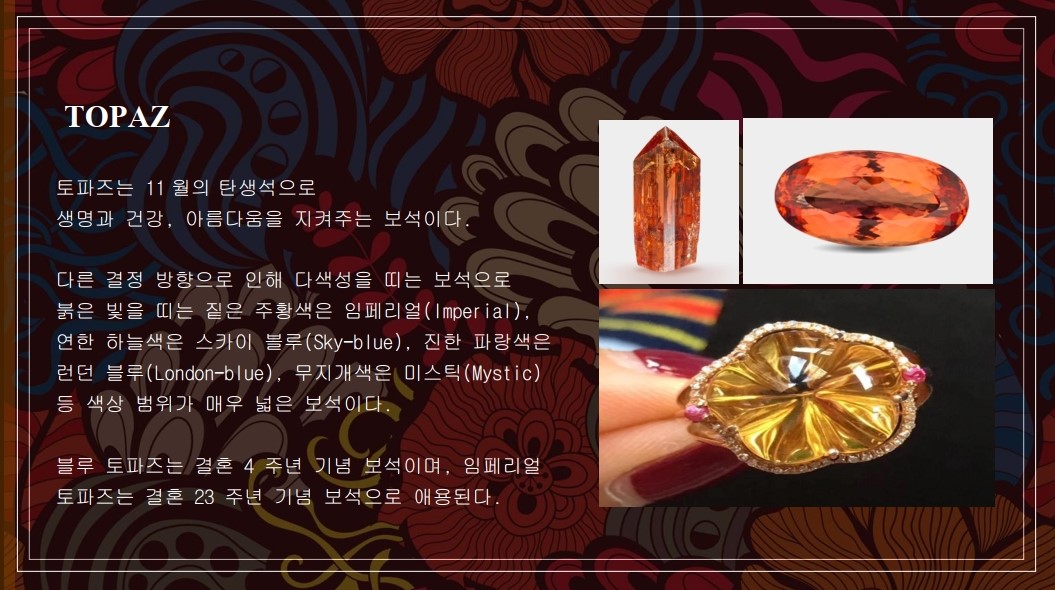 TOPAZ
토파즈는 11월의 탄생석으로
생명과 건강, 아름다움을 지켜주는 보석이다.
다른 결정 방향으로 인해 다색성을 띠는 보석으로
붉은 빛을 띠는 짙은 주황색은 임페리얼(Imperial),
연한 하늘색은 스카이 블루(Sky-blue), 진한 파랑색은
런던 블루(London-blue), 무지개색은 미스틱(Mystic)
등 색상 범위가 매우 넓은 보석이다.
블루 토파즈는 결혼 4 주년 기념 보석이며, 임페리얼
토파즈는 결혼 23 주년 기념 보석으로 애용된다.